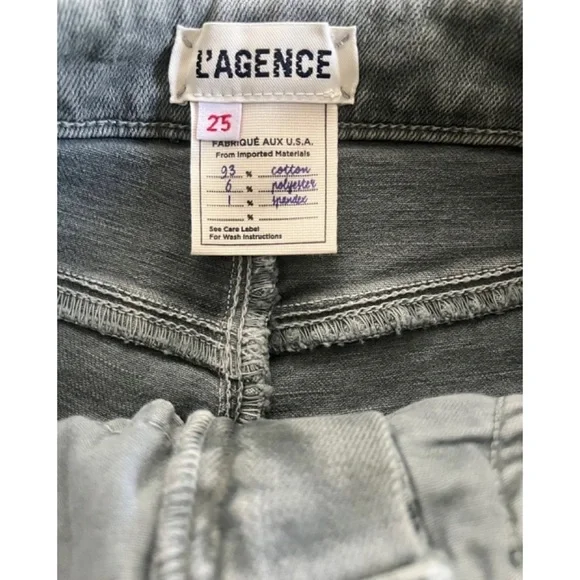 L'AGENCE
25
FABRIQUÉ AUX U.S.A.
From Imported Materials
93 % cotton
6 % polyester
1 % spandex
%
See Care Label
For Wash Instructions